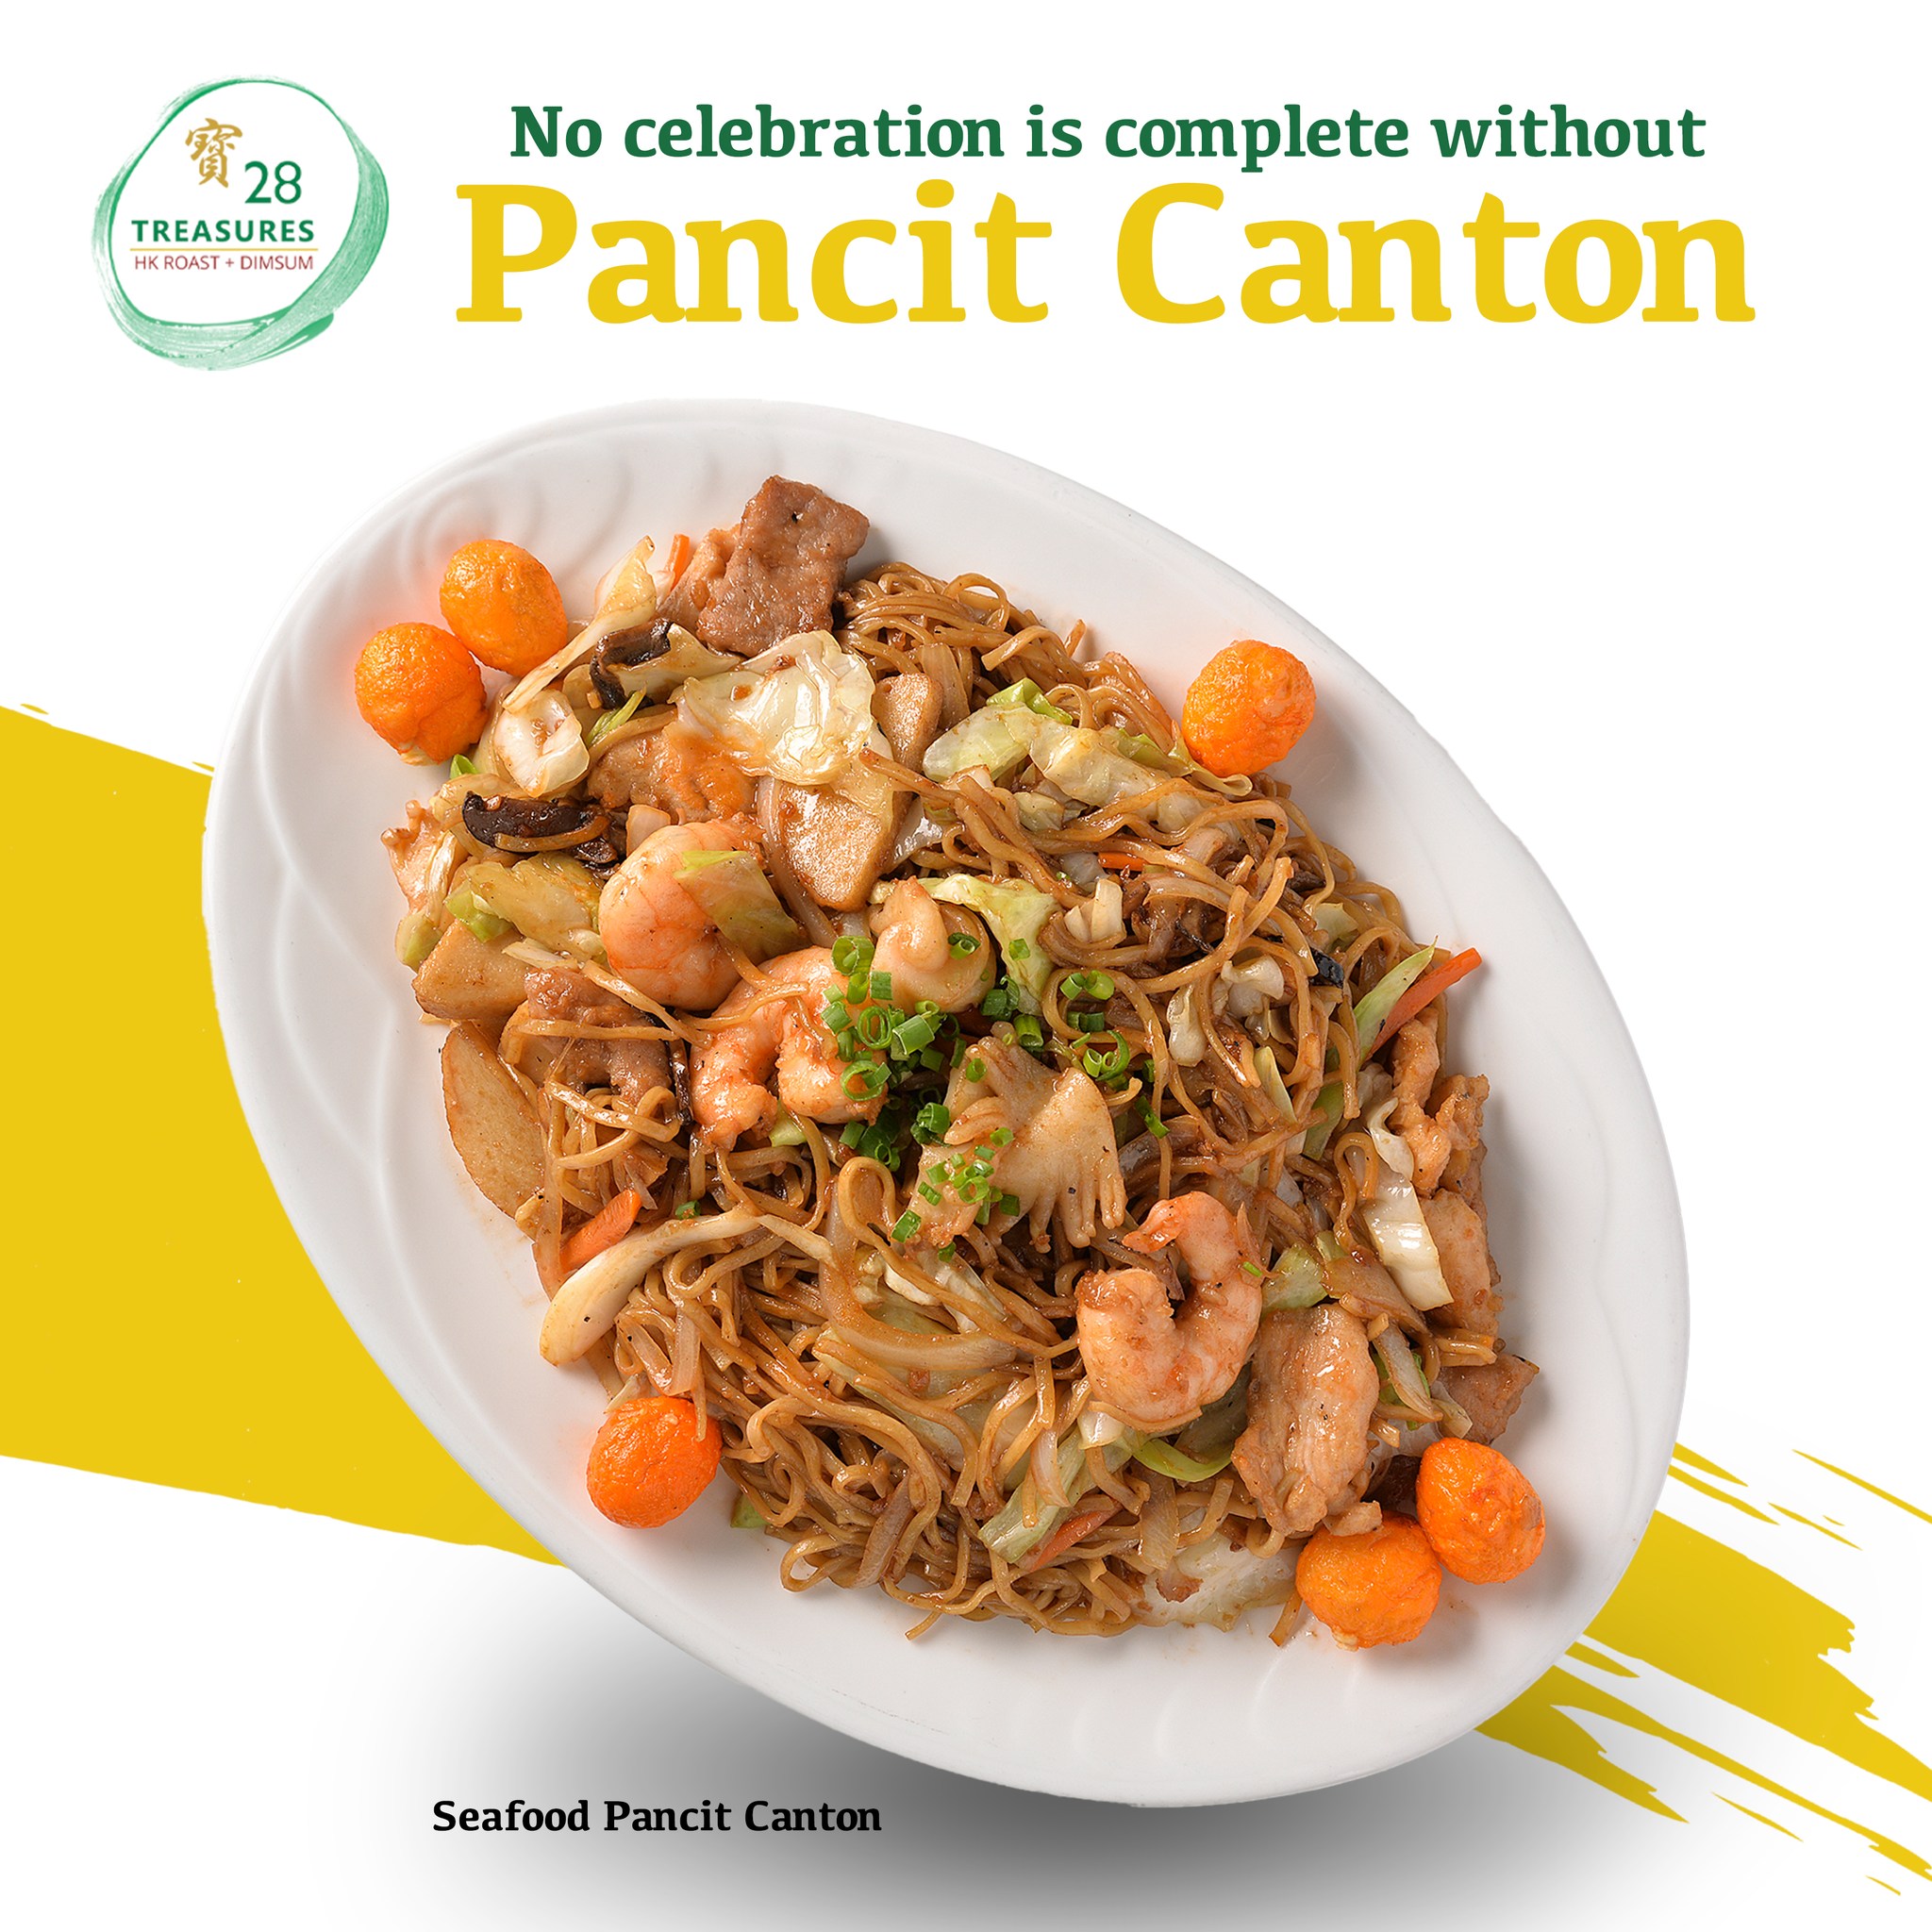 寶 28
TREASURES
HK ROAST + DIMSUM
No celebration is complete without
Pancit Canton
Seafood Pancit Canton